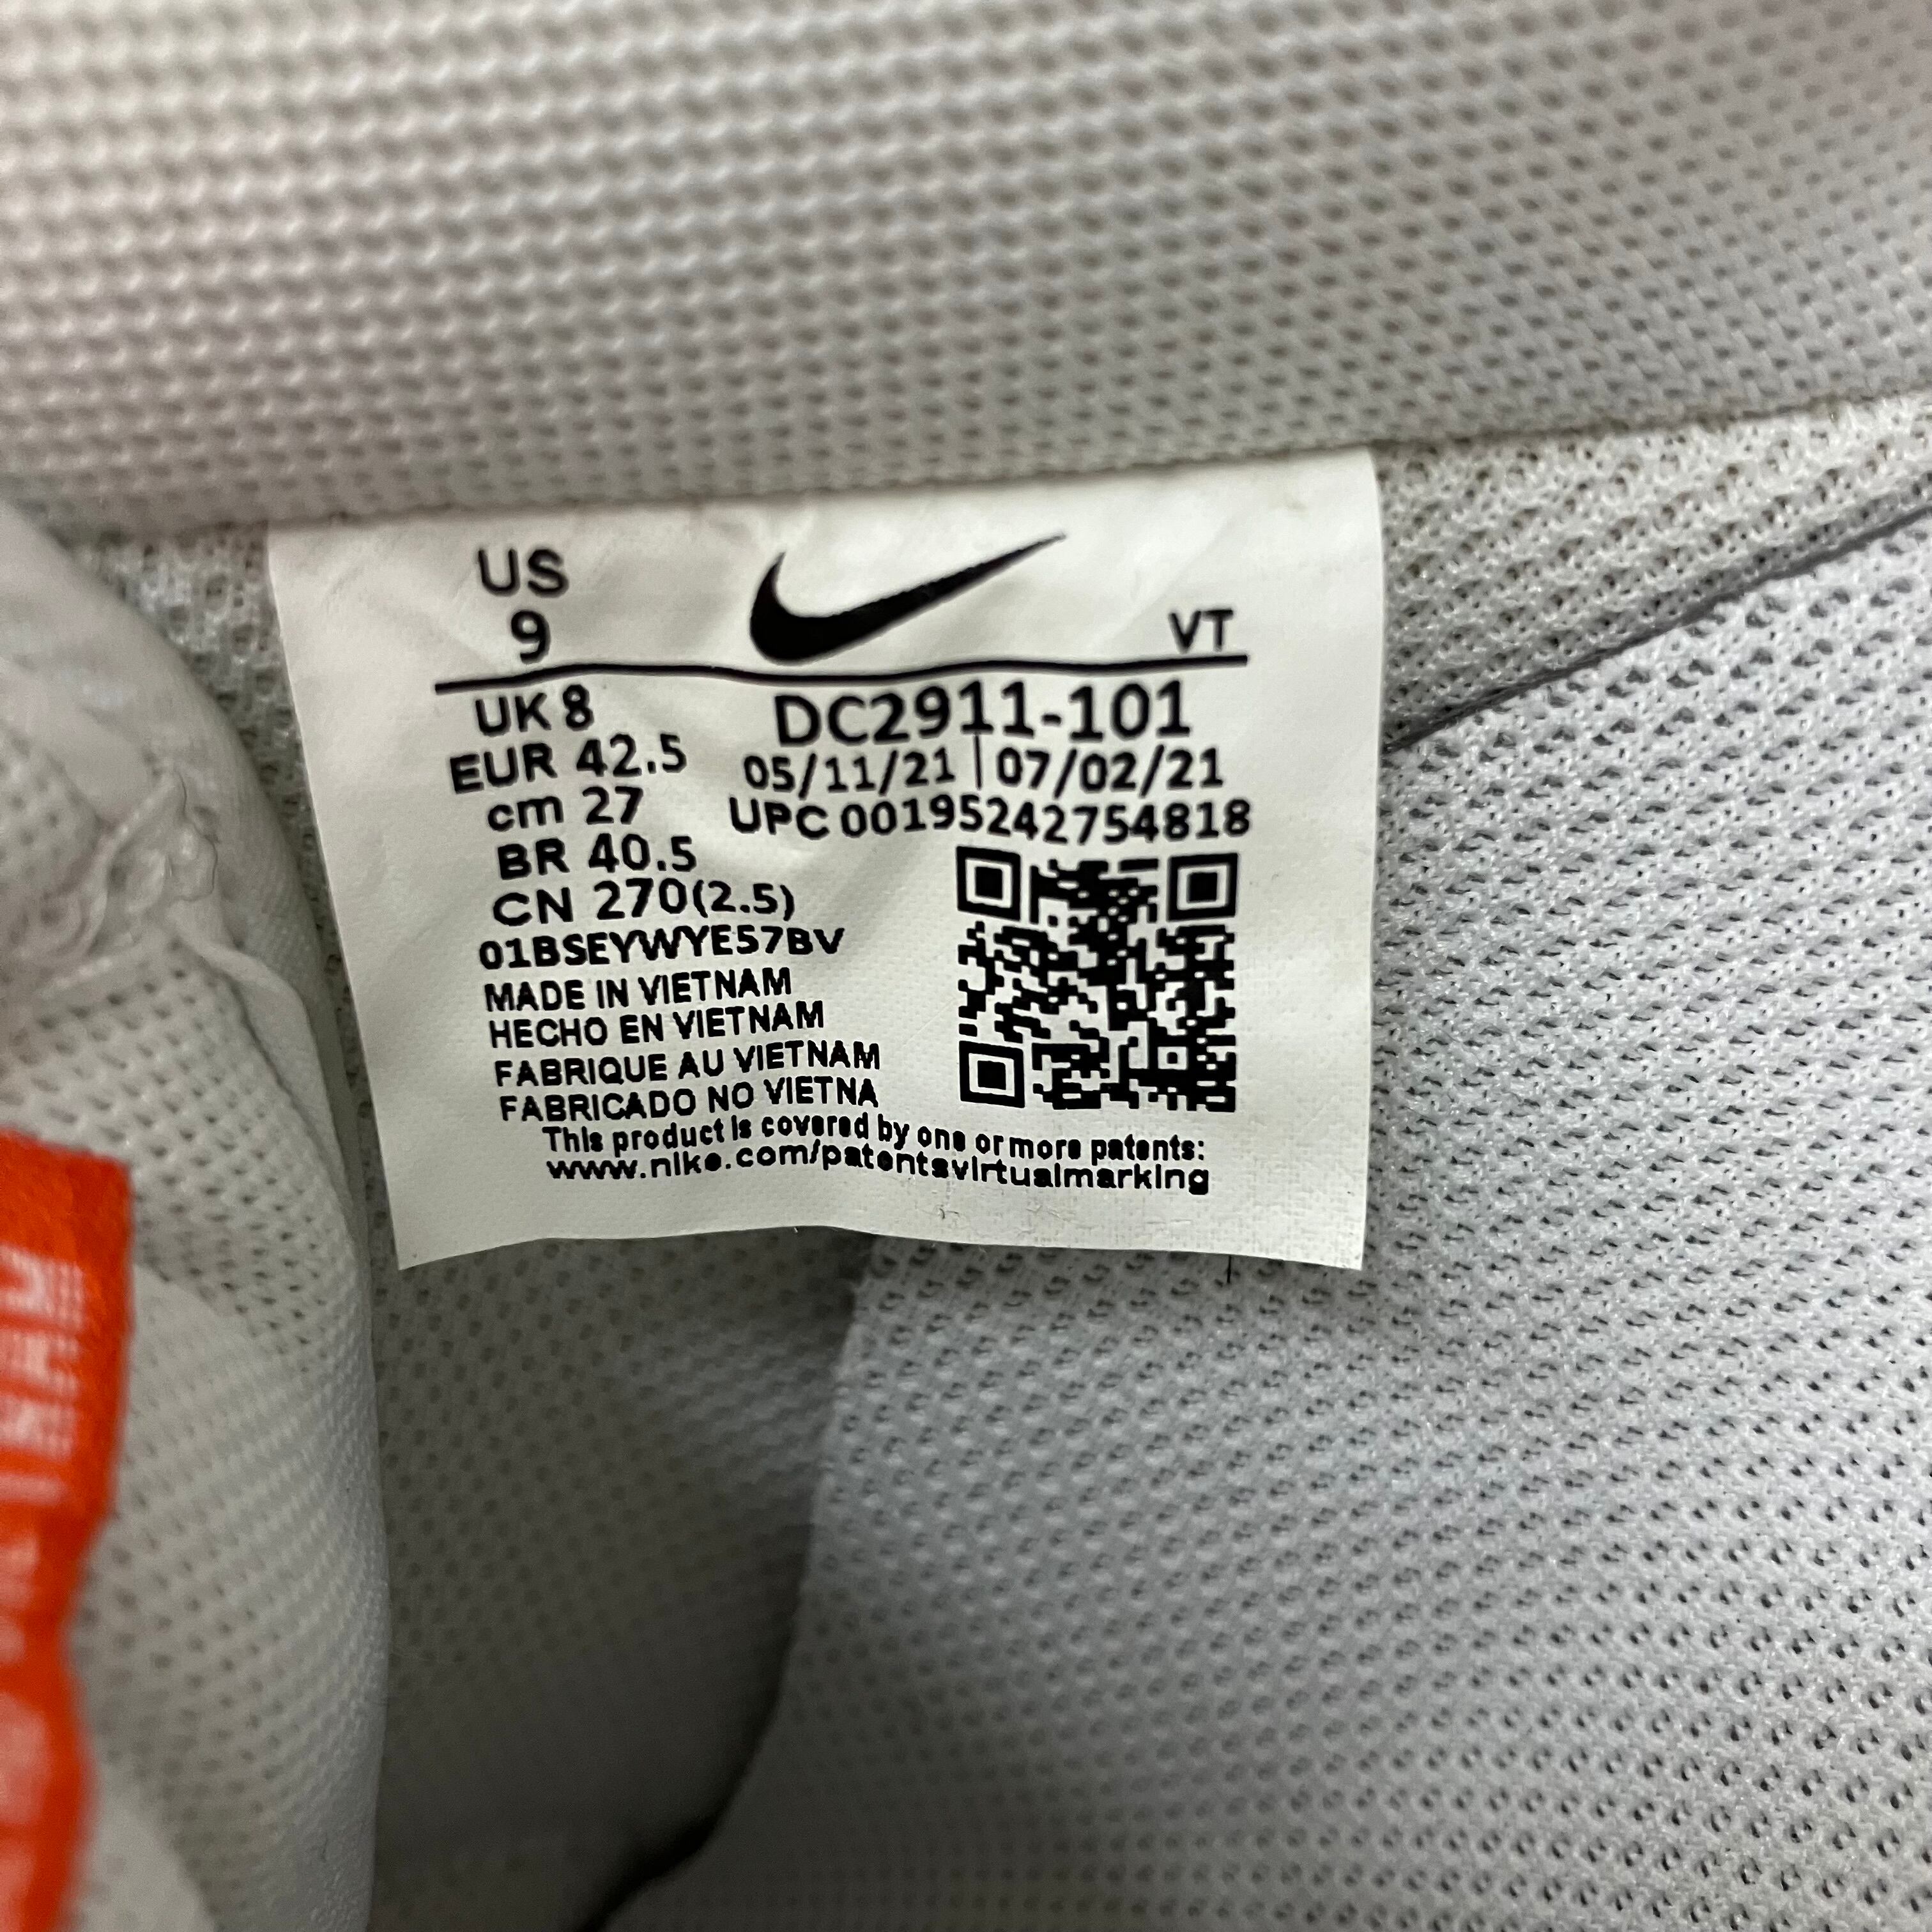 US
9
VT
UK 8
DC2911-101
EUR 42.5
05/11/21 | 07/02/21
cm 27
UPC 00195242754818
BR 40.5
CN 270(2.5)
01BSEYWYE57BV
MADE IN VIETNAM
HECHO EN VIETNAM
FABRIQUE AU VIETNAM
FABRICADO NO VIETNA
This product is covered by one or more patents:
www.nike.com/patentsvirtualmarking